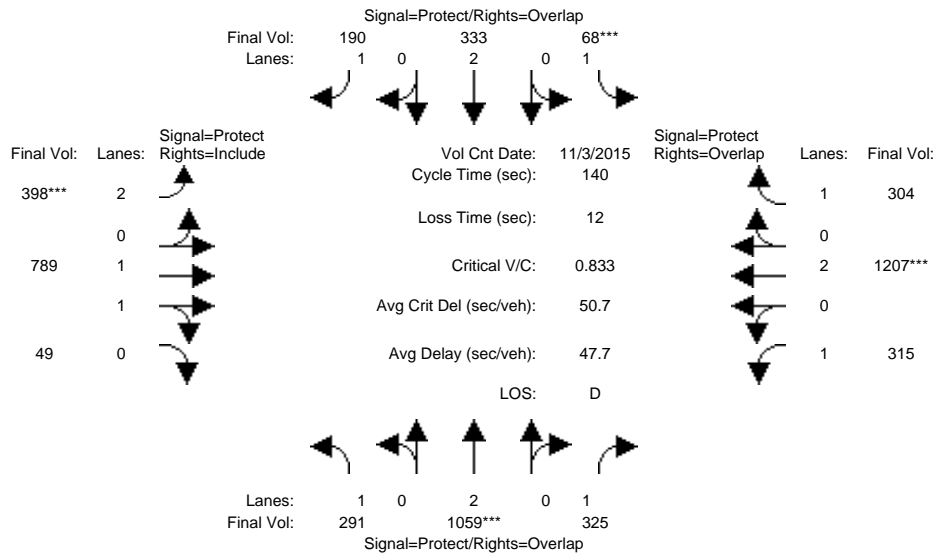 Signal=Protect/Rights=Overlap
Final Vol: 190 333 68***
Lanes: 1 0 2 0 1
Signal=Protect Signal=Protect
Final Vol: Lanes: Rights=Include Vol Cnt Date: 11/3/2015 Rights=Overlap Lanes: Final Vol:
Cycle Time (sec): 140
398*** 2 1 304
Loss Time (sec): 12
0 0
789 1 Critical V/C: 0.833 2 1207***
1 Avg Crit Del (sec/veh): 50.7 0
49 0 Avg Delay (sec/veh): 47.7 1 315
LOS: D
Lanes: 1 0 2 0 1
Final Vol: 291 1059*** 325
Signal=Protect/Rights=Overlap